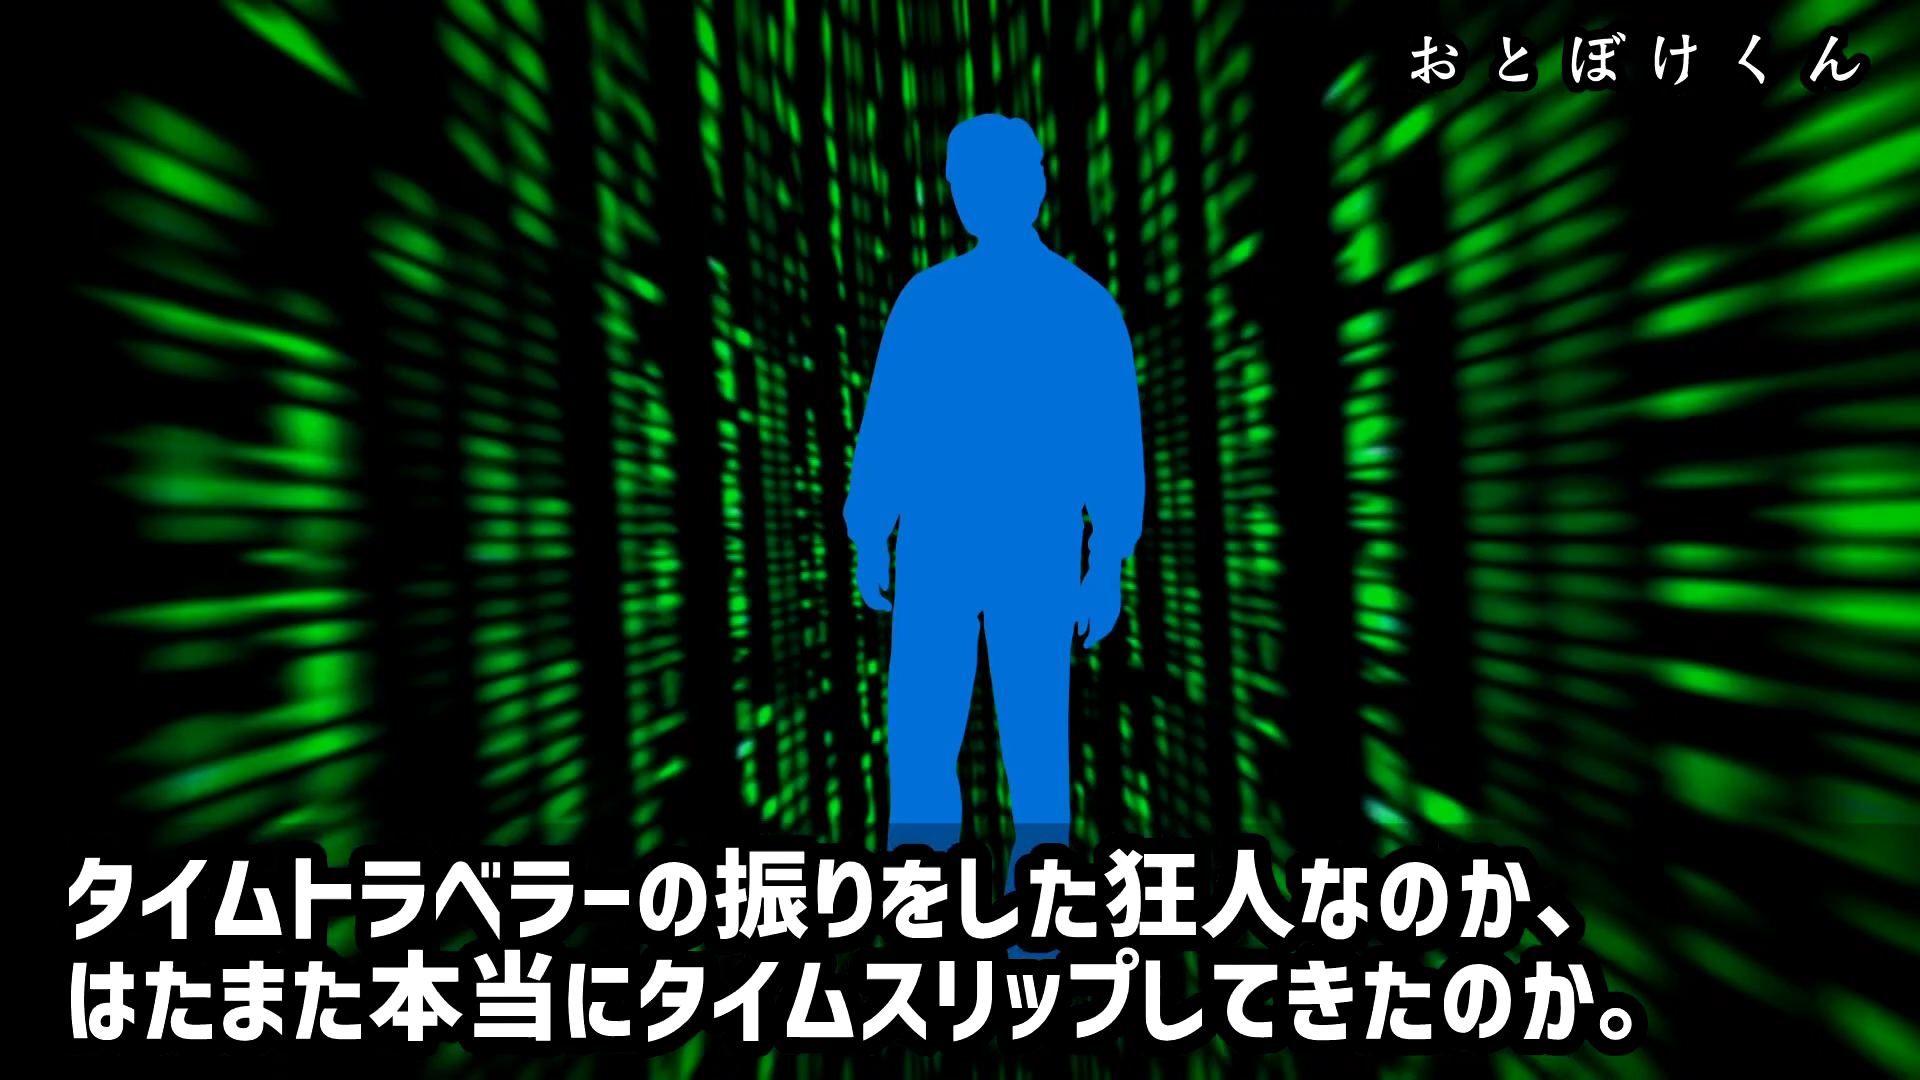 おとぼけくん
タイムトラベラーの振りをした狂人なのか、
はたまた本当にタイムスリップしてきたのか。